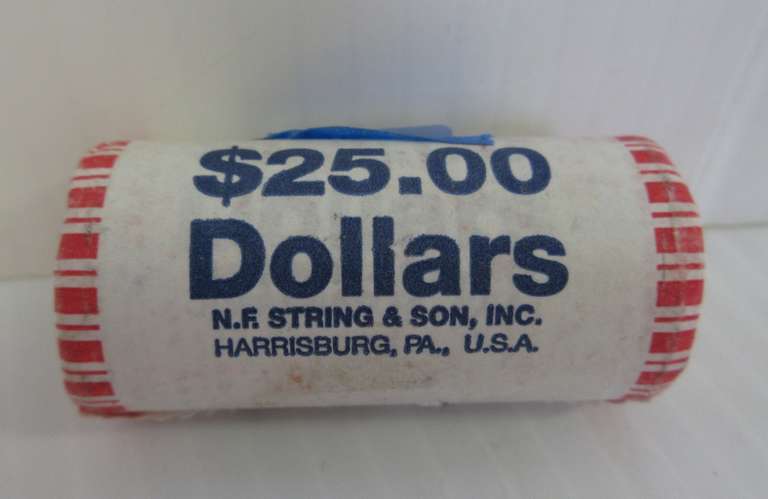 $25.00
Dollars
N.F. STRING & SON, INC.
HARRISBURG, PA., U.S.A.